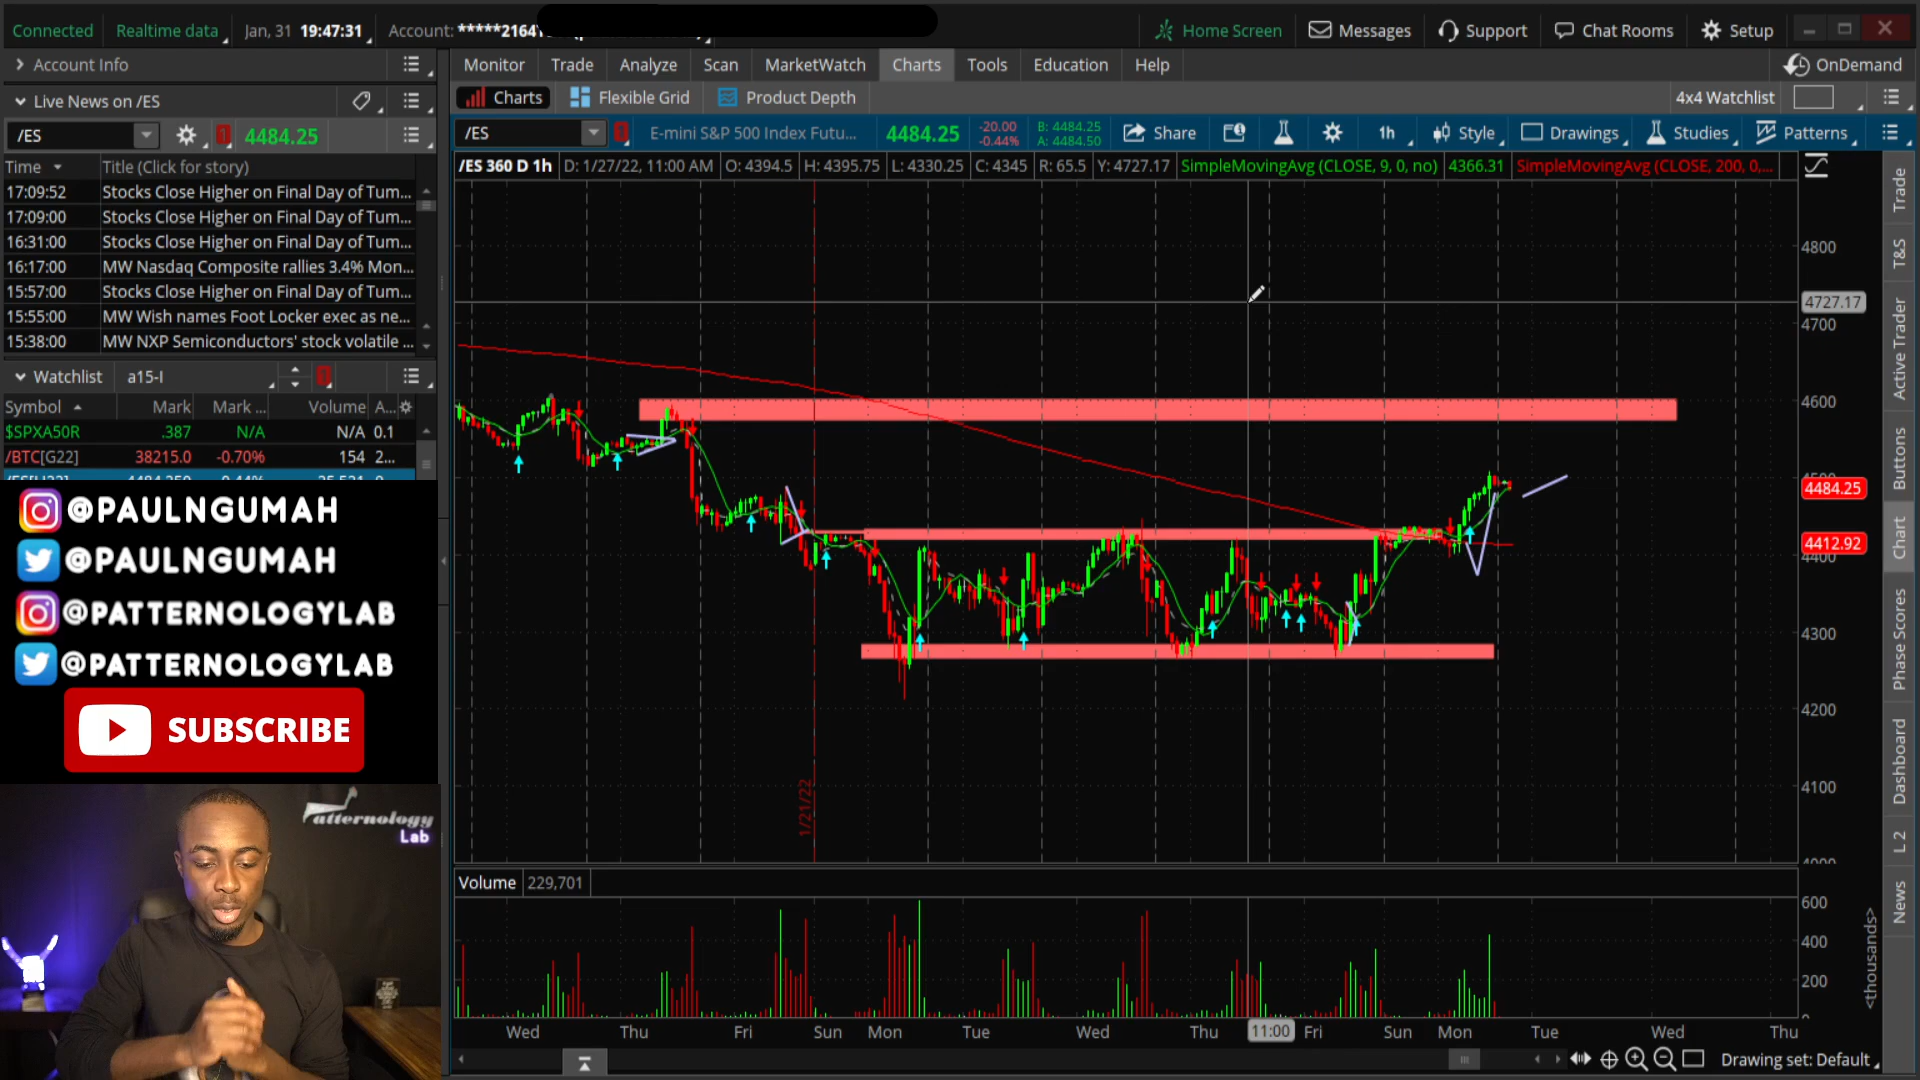 Connected Realtime data Jan, 31 19:47:31 Account: *****2164
Home Screen Messages Support Chat Rooms Setup
Account Info
Monitor Trade Analyze Scan MarketWatch Charts Tools Education Help OnDemand
Live News on /ES
Charts Flexible Grid Product Depth 4x4 Watchlist
/ES 1 4484.25
/ES 1 E-mini S&P 500 Index Futu... 4484.25 -20.00 -0.44% B: 4484.25 A: 4484.50 Share 1h Style Drawings Studies Patterns
Time Title (Click for story)
/ES 360 D 1h D: 1/27/22, 11:00 AM O: 4394.5 H: 4395.75 L: 4330.25 C: 4345 R: 65.5 Y: 4727.17 SimpleMovingAvg (CLOSE, 9, 0, no) 4366.31 SimpleMovingAvg (CLOSE, 200, 0,...
17:09:52 Stocks Close Higher on Final Day of Tum...
17:09:00 Stocks Close Higher on Final Day of Tum...
16:31:00 Stocks Close Higher on Final Day of Tum...
16:17:00 MW Nasdaq Composite rallies 3.4% Mon...
15:57:00 Stocks Close Higher on Final Day of Tum...
15:55:00 MW Wish names Foot Locker exec as ne...
15:38:00 MW NXP Semiconductors' stock volatile ...
Watchlist a15-I
Symbol Mark Mark ... Volume A...
$SPXA50R .387 N/A N/A 0.1
/BTC[G22] 38215.0 -0.70% 154 2...
@PAULNGUMAH
@PAULNGUMAH
@PATTERNOLOGYLAB
@PATTERNOLOGYLAB
SUBSCRIBE
Patternology
Lab
4800
4727.17
4700
4600
4500
4484.25
4412.92
4400
4300
4200
4100
4000
1/21/22
Volume 229,701
600
400
200
0
<thousands>
Wed Thu Fri Sun Mon Tue Wed Thu 11:00 Fri Sun Mon Tue Wed Thu
Drawing set: Default
Trade
T&S
Active Trader
Buttons
Chart
Phase Scores
Dashboard
L 2
News